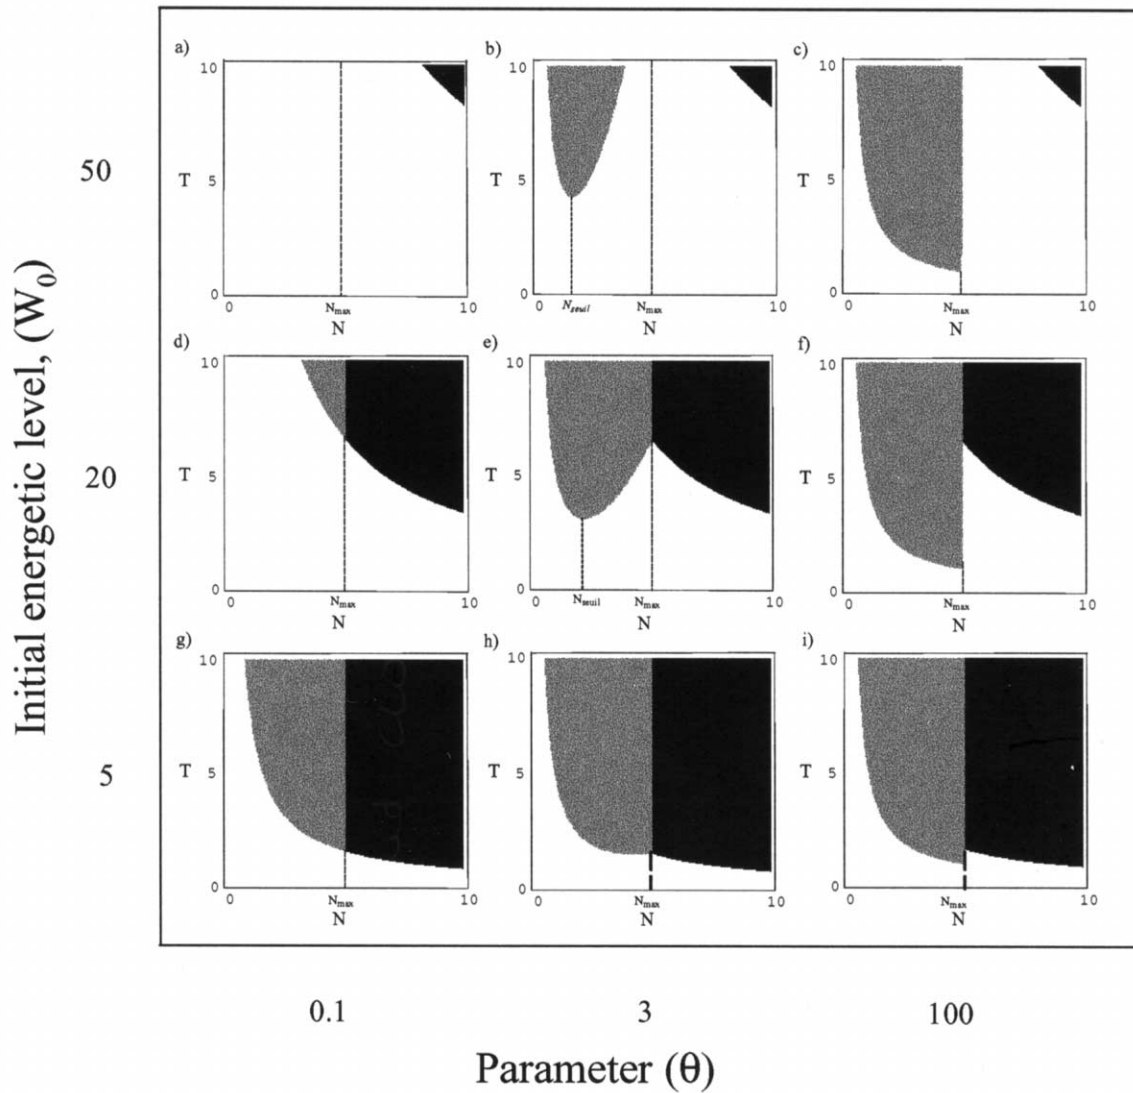 a) b) c)
10 10 10
50 T 5 T 5 T 5
0 0 0
0 N_max 10 0 N_seuil N_max 10 0 N_max 10
N N N
d) e) f)
10 10 10
20 T 5 T 5 T 5
0 0 0
0 N_max 10 0 N_seuil N_max 10 0 N_max 10
N N N
g) h) i)
10 10 10
5 T 5 T 5 T 5
0 0 0
0 N_max 10 0 N_max 10 0 N_max 10
N N N
Initial energetic level, (W₀)
0.1 3 100
Parameter (θ)